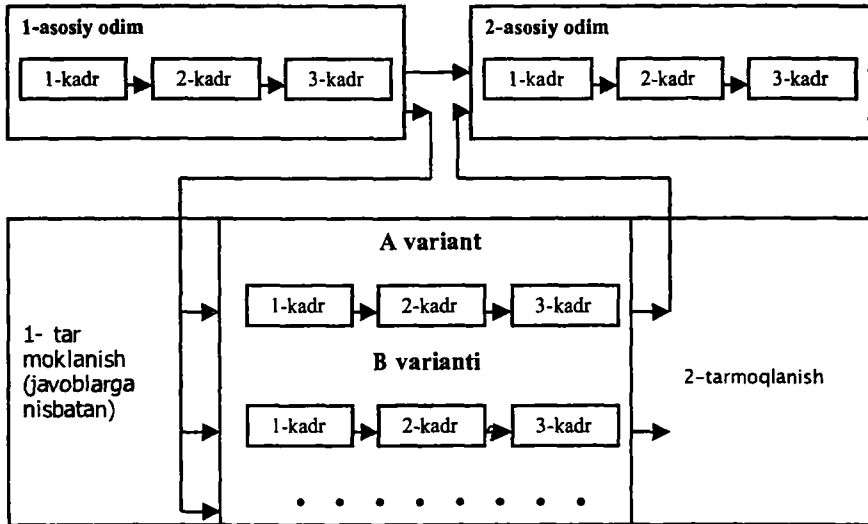 1-asosiy odim
1-kadr 2-kadr 3-kadr
2-asosiy odim
1-kadr 2-kadr 3-kadr
A variant
1-kadr 2-kadr 3-kadr
1- tar
moklanish
(javoblarga
nisbatan)
B varianti
1-kadr 2-kadr 3-kadr
2-tarmoqlanish